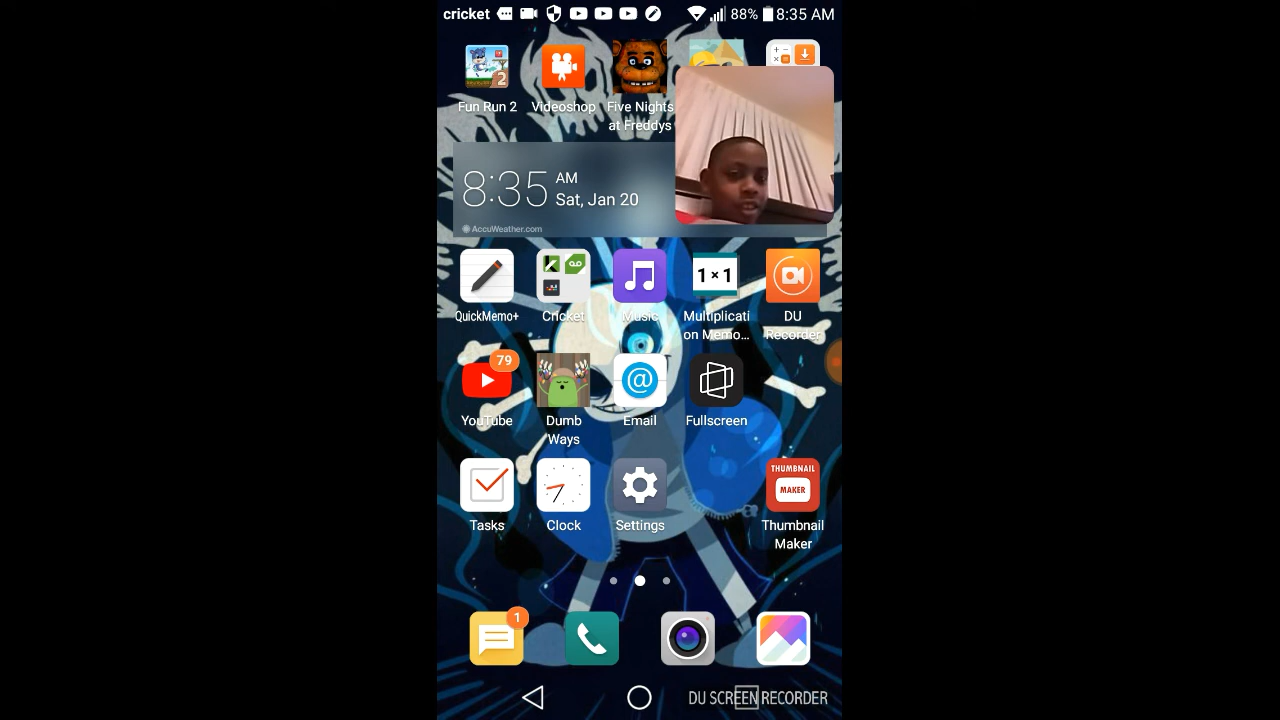 cricket 88% 8:35 AM
2
Fun Run 2 Videoshop Five Nights
at Freddys
8:35 AM
Sat, Jan 20
AccuWeather.com
1×1
QuickMemo+ Cricket Music Multiplicati DU
on Memo... Recorder
79
@
YouTube Dumb Email Fullscreen
Ways
THUMBNAIL
MAKER
Tasks Clock Settings Thumbnail
Maker
1
DU SCREEN RECORDER